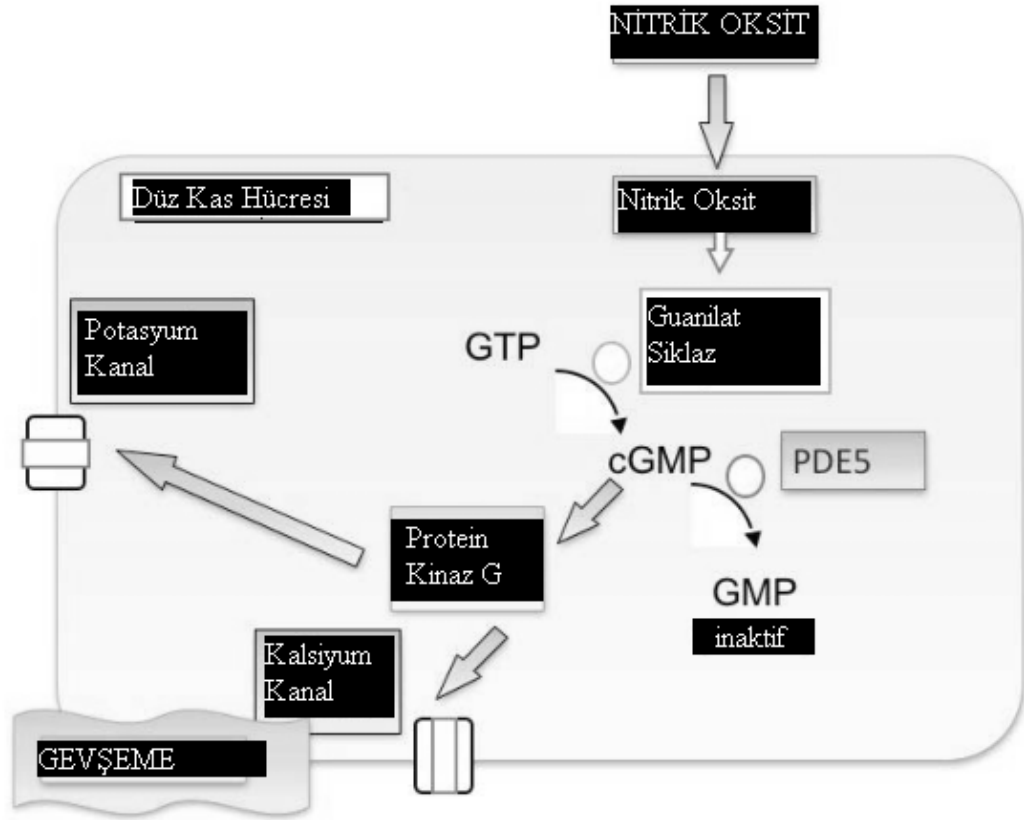 NİTRİK OKSİT
Düz Kas Hücresi
Nitrik Oksit
Potasyum
Kanal
GTP
Guanilat
Siklaz
cGMP
PDE5
Protein
Kinaz G
GMP
inaktif
Kalsiyum
Kanal
GEVŞEME